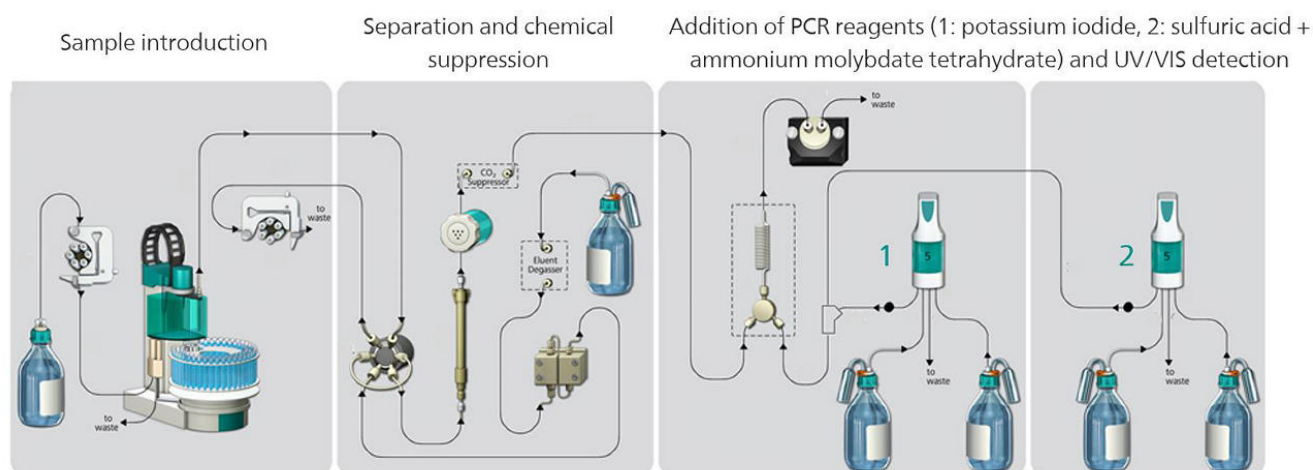 Sample introduction
Separation and chemical
suppression
Addition of PCR reagents (1: potassium iodide, 2: sulfuric acid +
ammonium molybdate tetrahydrate) and UV/VIS detection
to
waste
to
waste
CO₂
Suppressor
Eluent
Degasser
to
waste
1
5
to
waste
2
5
to
waste